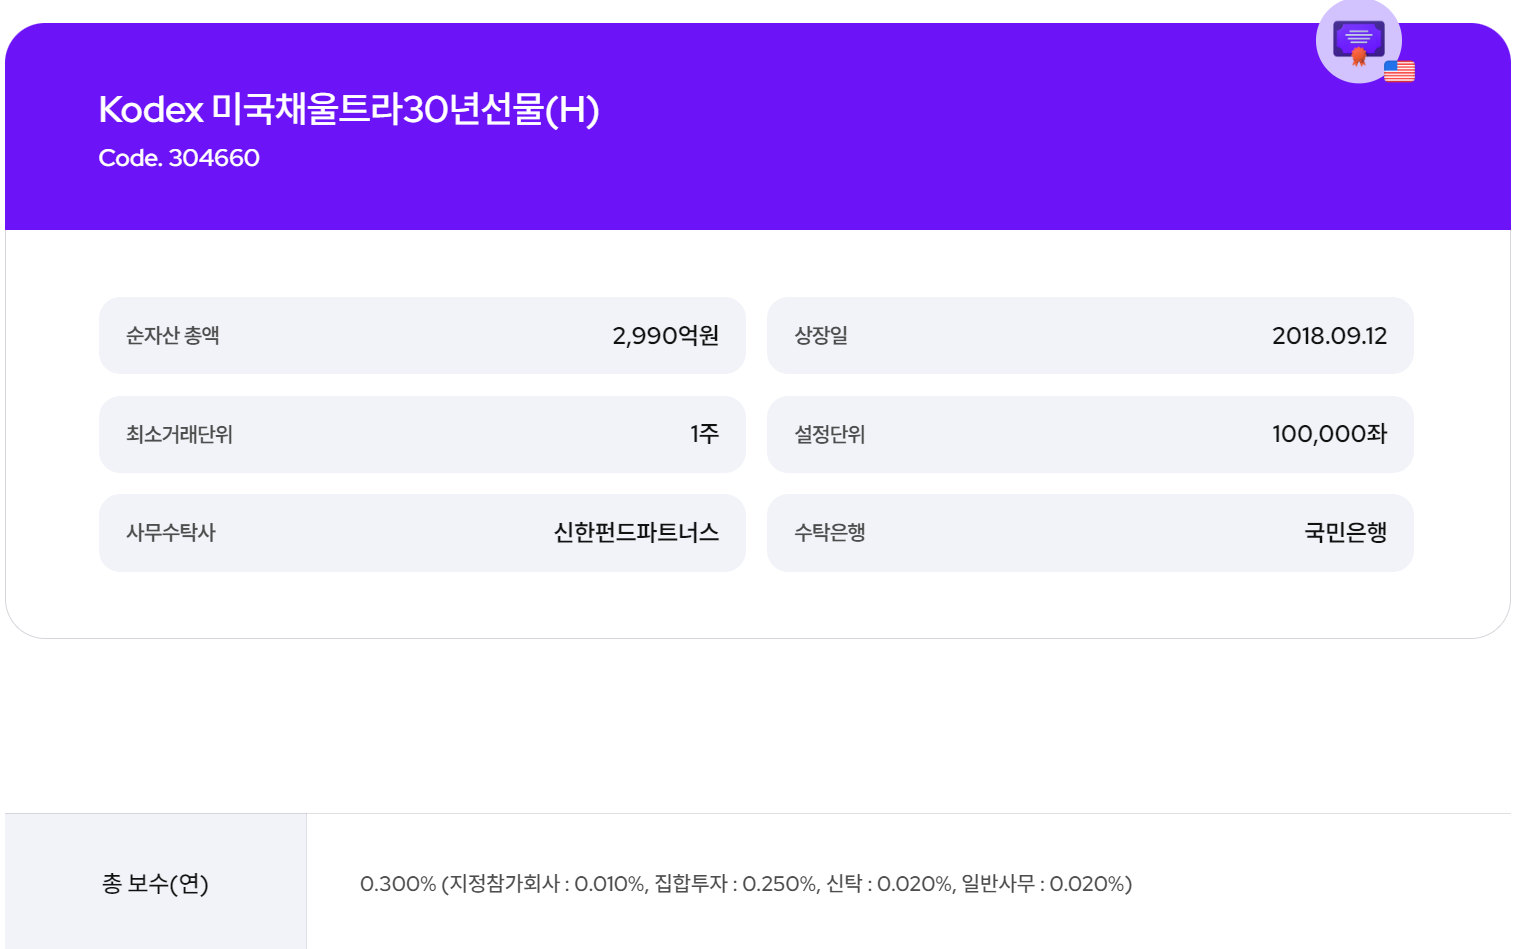 Kodex 미국채울트라30년선물(H)
Code. 304660
순자산 총액 2,990억원
상장일 2018.09.12
최소거래단위 1주
설정단위 100,000좌
사무수탁사 신한펀드파트너스
수탁은행 국민은행
총 보수(연) 0.300% (지정참가회사 : 0.010%, 집합투자 : 0.250%, 신탁 : 0.020%, 일반사무 : 0.020%)